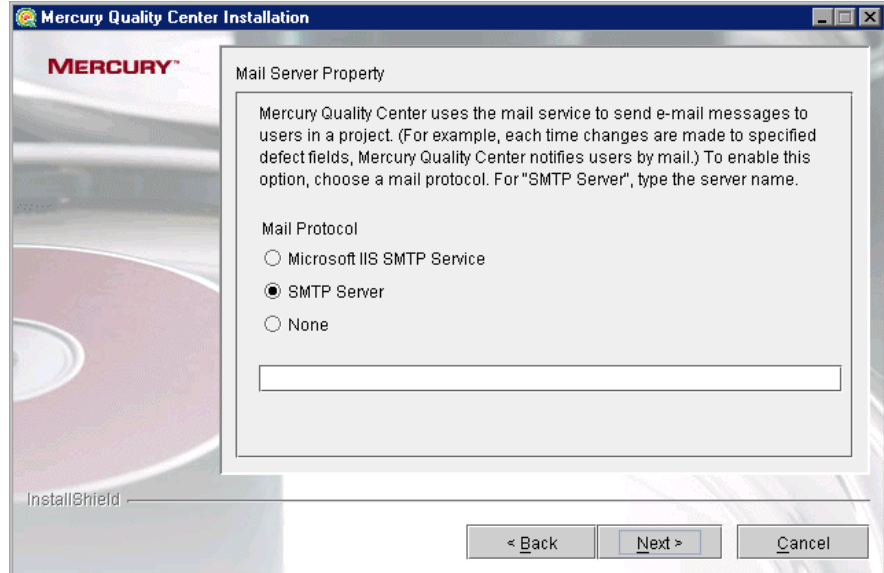 Mercury Quality Center Installation
MERCURY™
Mail Server Property
Mercury Quality Center uses the mail service to send e-mail messages to
users in a project. (For example, each time changes are made to specified
defect fields, Mercury Quality Center notifies users by mail.) To enable this
option, choose a mail protocol. For "SMTP Server", type the server name.
Mail Protocol
Microsoft IIS SMTP Service
SMTP Server
None
InstallShield
< Back
Next >
Cancel